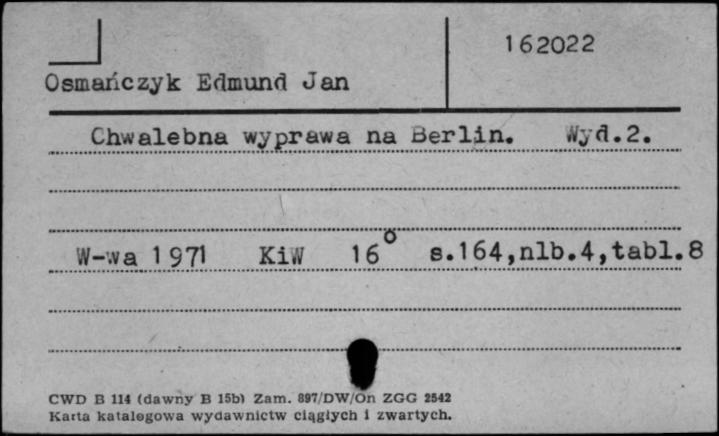 162022
Osmańczyk Edmund Jan
Chwalebna wyprawa na Berlin. Wyd.2.
W-wa 1971 KiW 16° s.164,nlb.4,tabl.8
CWD B 114 (dawny B 15b) Zam. 897/DW/On ZGG 2542
Karta katalogowa wydawnictw ciągłych i zwartych.